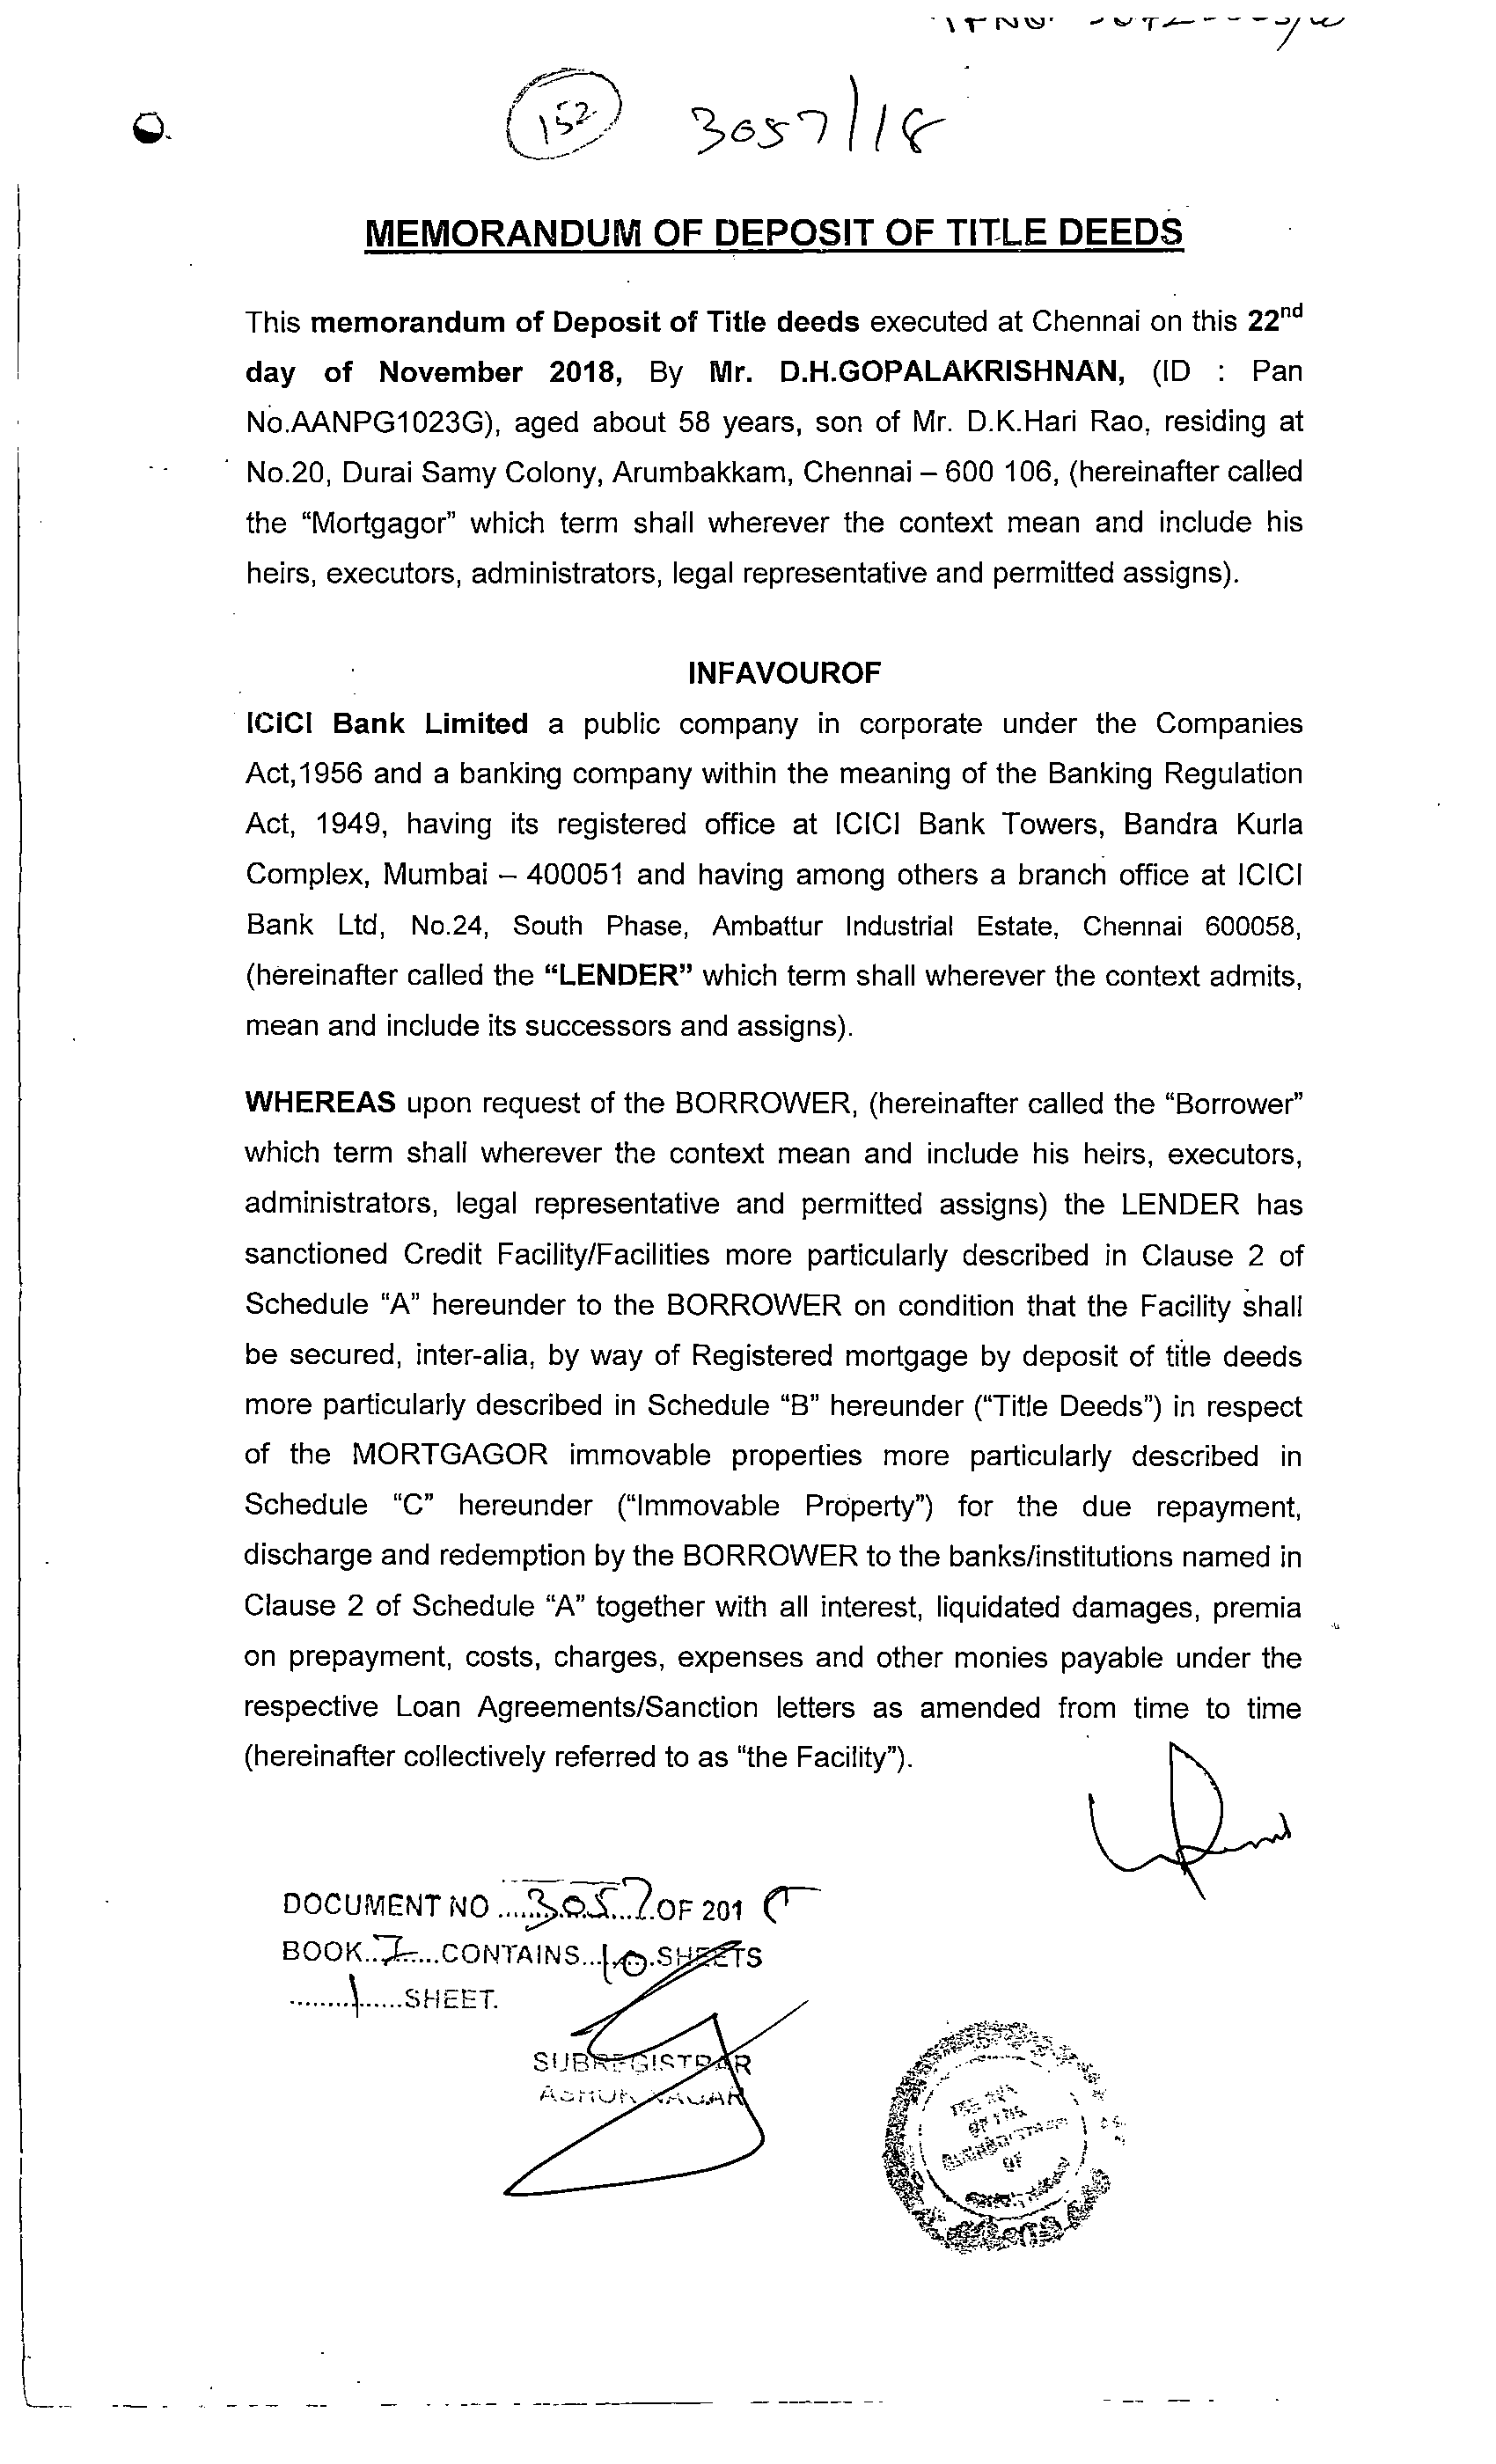 152 3057/18
MEMORANDUM OF DEPOSIT OF TITLE DEEDS
This memorandum of Deposit of Title deeds executed at Chennai on this 22nd
day of November 2018, By Mr. D.H.GOPALAKRISHNAN, (ID : Pan
No.AANPG1023G), aged about 58 years, son of Mr. D.K.Hari Rao, residing at
No.20, Durai Samy Colony, Arumbakkam, Chennai – 600 106, (hereinafter called
the “Mortgagor” which term shall wherever the context mean and include his
heirs, executors, administrators, legal representative and permitted assigns).
INFAVOUROF
ICICI Bank Limited a public company in corporate under the Companies
Act,1956 and a banking company within the meaning of the Banking Regulation
Act, 1949, having its registered office at ICICI Bank Towers, Bandra Kurla
Complex, Mumbai – 400051 and having among others a branch office at ICICI
Bank Ltd, No.24, South Phase, Ambattur Industrial Estate, Chennai 600058,
(hereinafter called the “LENDER” which term shall wherever the context admits,
mean and include its successors and assigns).
WHEREAS upon request of the BORROWER, (hereinafter called the “Borrower”
which term shall wherever the context mean and include his heirs, executors,
administrators, legal representative and permitted assigns) the LENDER has
sanctioned Credit Facility/Facilities more particularly described in Clause 2 of
Schedule “A” hereunder to the BORROWER on condition that the Facility shall
be secured, inter-alia, by way of Registered mortgage by deposit of title deeds
more particularly described in Schedule “B” hereunder (“Title Deeds”) in respect
of the MORTGAGOR immovable properties more particularly described in
Schedule “C” hereunder (“Immovable Property”) for the due repayment,
discharge and redemption by the BORROWER to the banks/institutions named in
Clause 2 of Schedule “A” together with all interest, liquidated damages, premia
on prepayment, costs, charges, expenses and other monies payable under the
respective Loan Agreements/Sanction letters as amended from time to time
(hereinafter collectively referred to as “the Facility”).
DOCUMENT NO ...3057.OF 201
BOOK..I....CONTAINS...10.SHEETS
........1......SHEET.
SUBREGISTRAR
ASHOK NAGAR